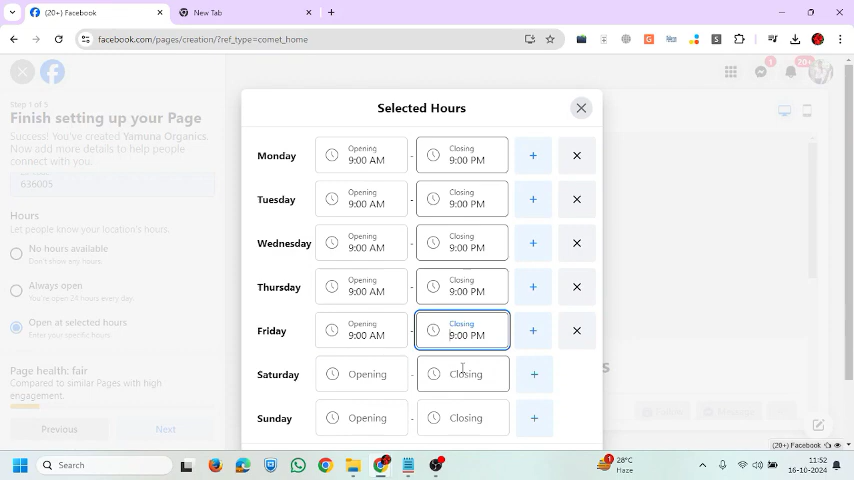 (20+) Facebook
New Tab
facebook.com/pages/creation/?ref_type=comet_home
1
20+
Step 1 of 5
Finish setting up your Page
Success! You've created Yamuna Organics.
Now add more details to help people
connect with you.
636005
Hours
Let people know your location's hours.
No hours available
Don't show any hours.
Always open
You're open 24 hours every day.
Open at selected hours
Enter your specific hours.
Page health: fair
Compared to similar Pages with high
engagement.
Previous
Next
Selected Hours
Monday
Opening
9:00 AM
-
Closing
9:00 PM
Tuesday
Opening
9:00 AM
-
Closing
9:00 PM
Wednesday
Opening
9:00 AM
-
Closing
9:00 PM
Thursday
Opening
9:00 AM
-
Closing
9:00 PM
Friday
Opening
9:00 AM
-
Closing
9:00 PM
Saturday
Opening
-
Closing
Sunday
Opening
-
Closing
(20+) Facebook
Search
28°C
Haze
11:52
16-10-2024